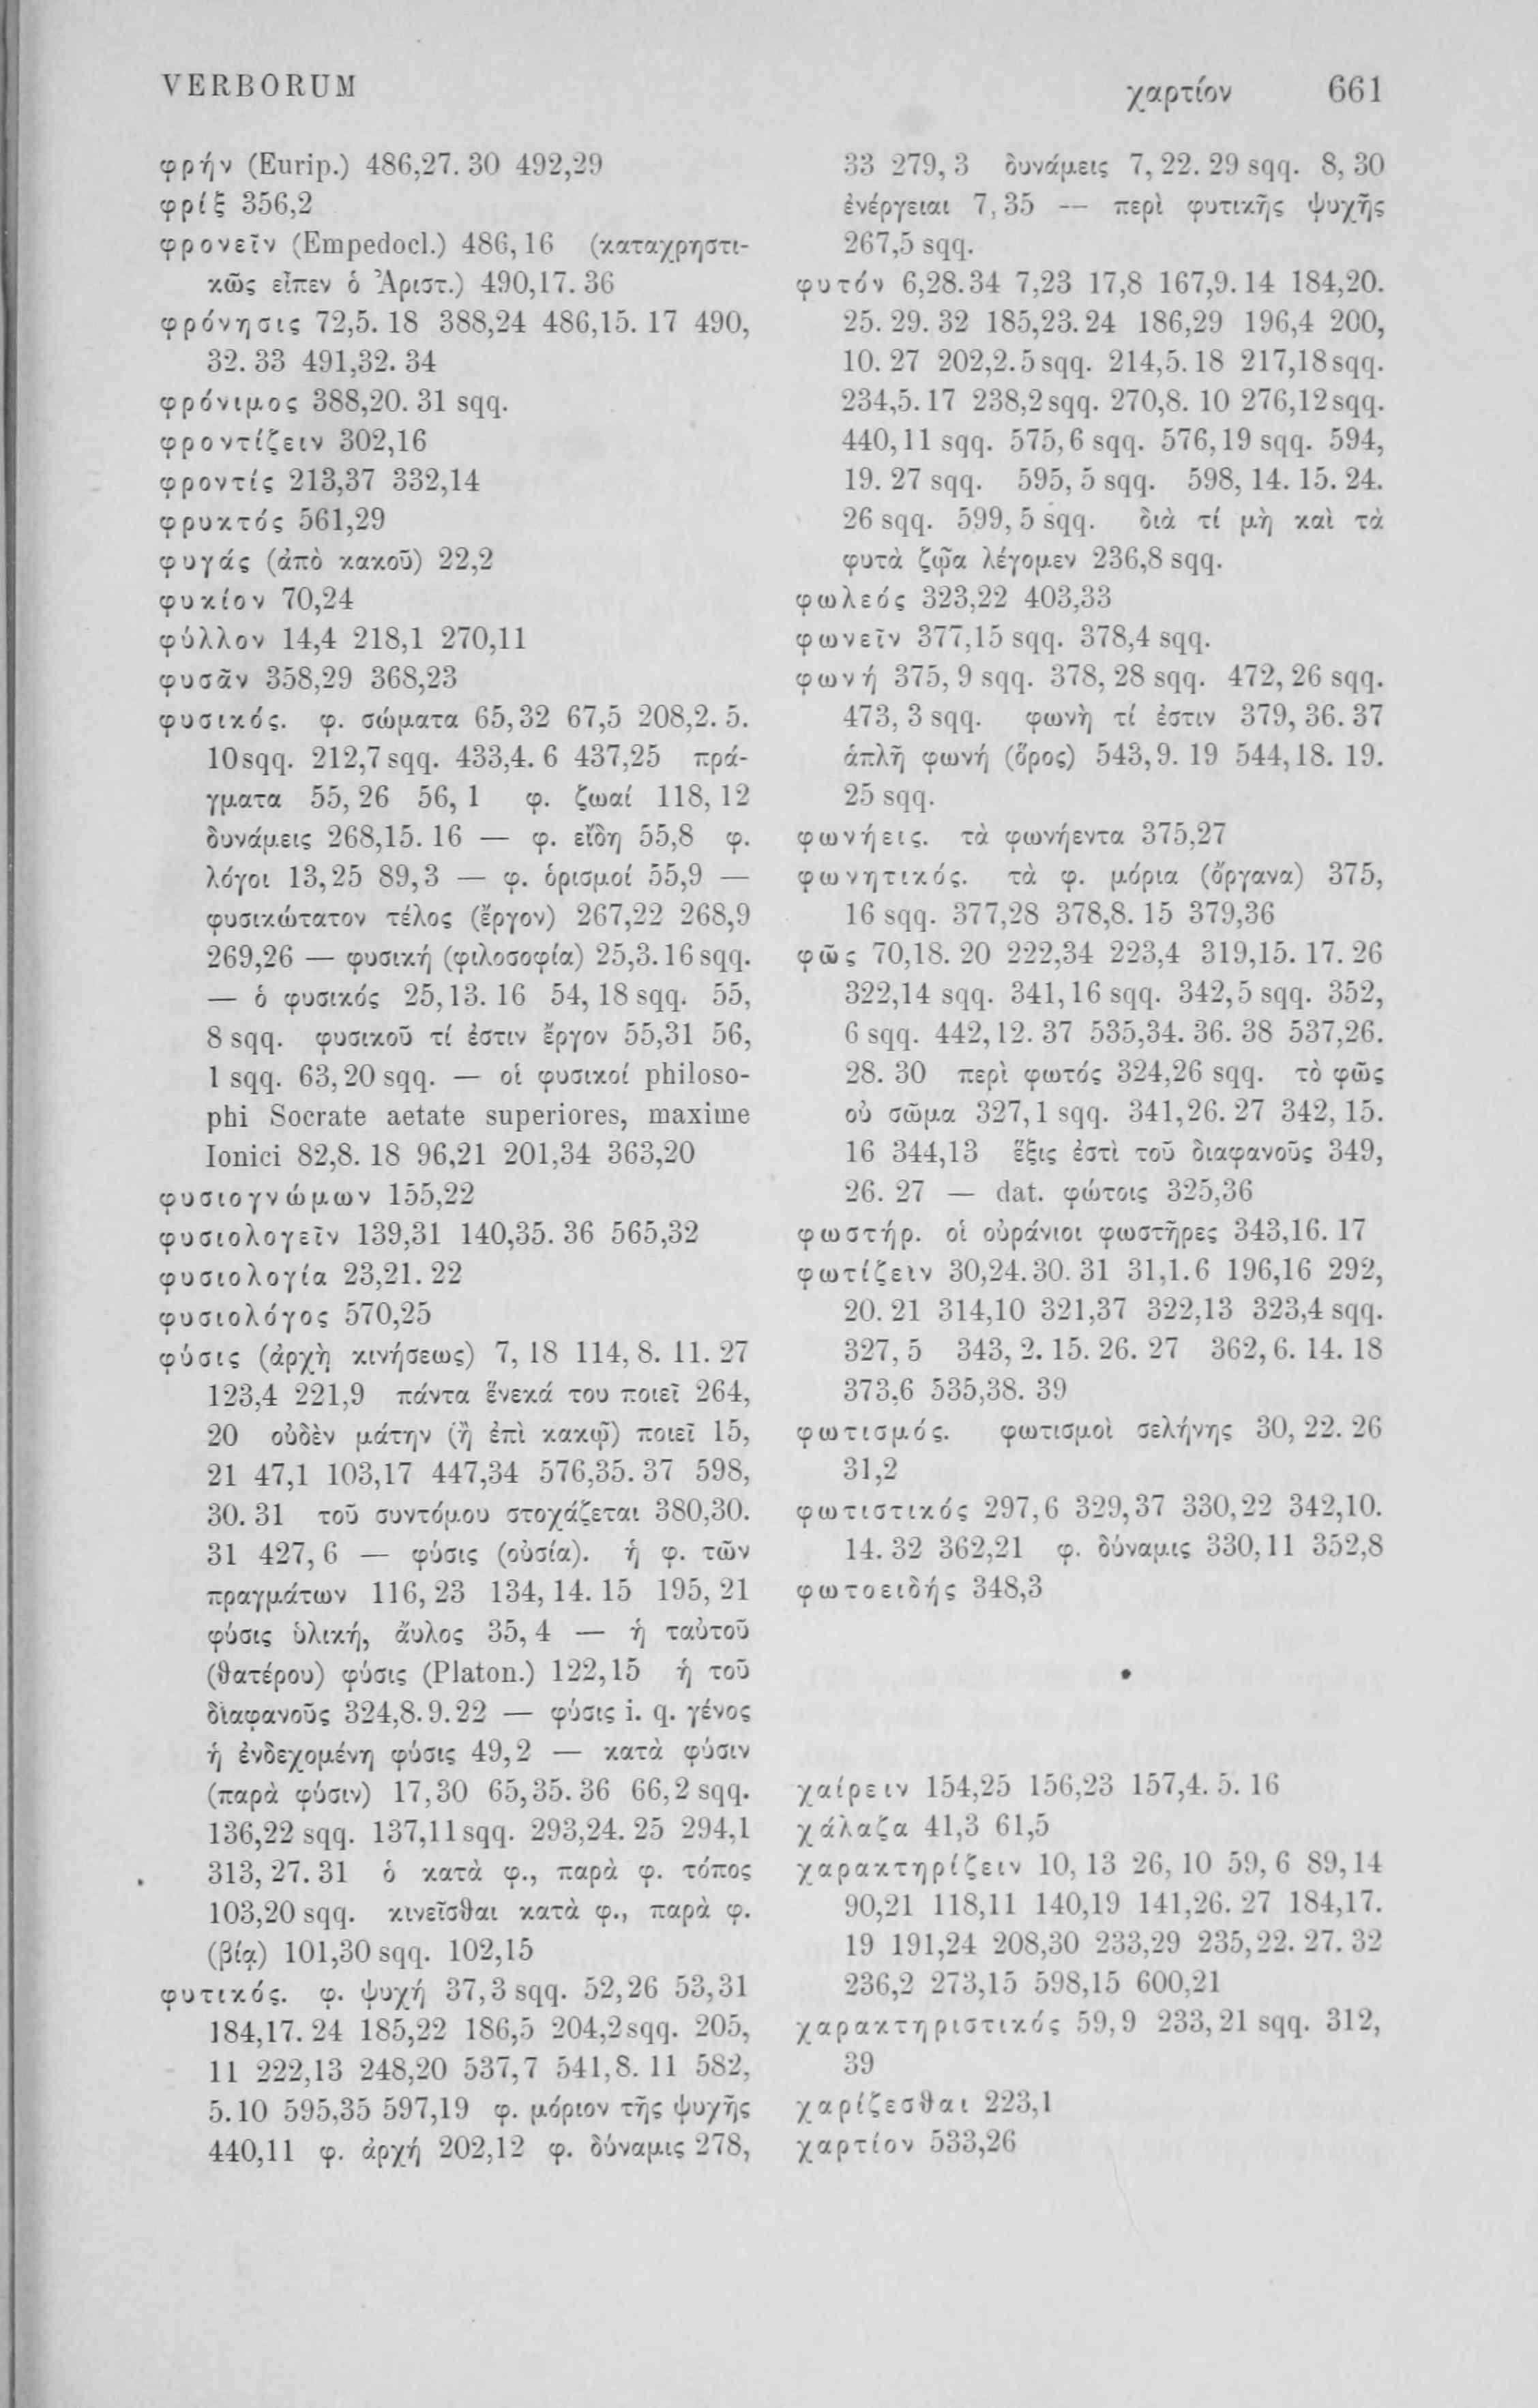 VERBORUM
χαρτίον 661
φρήν (Eurip.) 486,27. 30 492,29
φρίξ 356,2
φρονεῖν (Empedocl.) 486,16 (καταχρηστι-
κῶς εἶπεν ὁ Ἀριστ.) 490,17. 36
φρόνησις 72,5. 18 388,24 486,15. 17 490,
32. 33 491,32. 34
φρόνιμος 388,20. 31 sqq.
φροντίζειν 302,16
φροντίς 213,37 332,14
φρυκτός 561,29
φυγάς (ἀπὸ κακοῦ) 22,2
φυκίον 70,24
φύλλον 14,4 218,1 270,11
φυσᾶν 358,29 368,23
φυσικός. φ. σώματα 65,32 67,5 208,2. 5.
10sqq. 212,7sqq. 433,4. 6 437,25 πρά-
γματα 55, 26 56, 1 φ. ζωαί 118, 12
δυνάμεις 268,15. 16 — φ. εἴδη 55,8 φ.
λόγοι 13,25 89,3 — φ. ὁρισμοί 55,9 —
φυσικώτατον τέλος (ἔργον) 267,22 268,9
269,26 — φυσική (φιλοσοφία) 25,3.16sqq.
— ὁ φυσικός 25,13. 16 54, 18 sqq. 55,
8 sqq. φυσικοῦ τί ἐστιν ἔργον 55,31 56,
1 sqq. 63,20 sqq. — οἱ φυσικοί philoso-
phi Socrate aetate superiores, maxime
Ionici 82,8. 18 96,21 201,34 363,20
φυσιογνώμων 155,22
φυσιολογεῖν 139,31 140,35. 36 565,32
φυσιολογία 23,21. 22
φυσιολόγος 570,25
φύσις (ἀρχὴ κινήσεως) 7, 18 114, 8. 11. 27
123,4 221,9 πάντα ἕνεκά του ποιεῖ 264,
20 οὐδὲν μάτην (ἢ ἐπὶ κακῷ) ποιεῖ 15,
21 47,1 103,17 447,34 576,35. 37 598,
30. 31 τοῦ συντόμου στοχάζεται 380,30.
31 427, 6 — φύσις (οὐσία). ἡ φ. τῶν
πραγμάτων 116, 23 134, 14. 15 195, 21
φύσις ὑλική, ἄυλος 35, 4 — ἡ ταὐτοῦ
(θατέρου) φύσις (Platon.) 122,15 ἡ τοῦ
διαφανοῦς 324,8.9.22 — φύσις i. q. γένος
ἡ ἐνδεχομένη φύσις 49,2 — κατὰ φύσιν
(παρὰ φύσιν) 17,30 65,35. 36 66,2 sqq.
136,22 sqq. 137,11sqq. 293,24. 25 294,1
313, 27. 31 ὁ κατὰ φ., παρὰ φ. τόπος
103,20 sqq. κινεῖσθαι κατὰ φ., παρὰ φ.
(βίᾳ) 101,30 sqq. 102,15
φυτικός. φ. ψυχή 37,3 sqq. 52,26 53,31
184,17. 24 185,22 186,5 204,2sqq. 205,
11 222,13 248,20 537,7 541,8. 11 582,
5.10 595,35 597,19 φ. μόριον τῆς ψυχῆς
440,11 φ. ἀρχή 202,12 φ. δύναμις 278,
33 279, 3 δυνάμεις 7, 22. 29 sqq. 8, 30
ἐνέργειαι 7, 35 — περὶ φυτικῆς ψυχῆς
267,5 sqq.
φυτόν 6,28.34 7,23 17,8 167,9. 14 184,20.
25. 29. 32 185,23. 24 186,29 196,4 200,
10. 27 202,2. 5 sqq. 214,5. 18 217,18sqq.
234,5. 17 238,2 sqq. 270,8. 10 276,12sqq.
440,11 sqq. 575,6 sqq. 576,19 sqq. 594,
19. 27 sqq. 595, 5 sqq. 598, 14. 15. 24.
26 sqq. 599, 5 sqq. διὰ τί μὴ καὶ τὰ
φυτὰ ζῷα λέγομεν 236,8 sqq.
φωλεός 323,22 403,33
φωνεῖν 377,15 sqq. 378,4 sqq.
φωνή 375, 9 sqq. 378, 28 sqq. 472, 26 sqq.
473, 3 sqq. φωνὴ τί ἐστιν 379, 36. 37
ἁπλῆ φωνή (ὅρος) 543,9. 19 544,18. 19.
25 sqq.
φωνήεις. τὰ φωνήεντα 375,27
φωνητικός. τὰ φ. μόρια (ὄργανα) 375,
16 sqq. 377,28 378,8. 15 379,36
φῶς 70,18. 20 222,34 223,4 319,15. 17. 26
322,14 sqq. 341,16 sqq. 342,5 sqq. 352,
6 sqq. 442,12. 37 535,34. 36. 38 537,26.
28. 30 περὶ φωτός 324,26 sqq. τὸ φῶς
οὐ σῶμα 327,1 sqq. 341,26. 27 342, 15.
16 344,13 ἕξις ἐστὶ τοῦ διαφανοῦς 349,
26. 27 — dat. φώτοις 325,36
φωστήρ. οἱ οὐράνιοι φωστῆρες 343,16. 17
φωτίζειν 30,24. 30. 31 31,1. 6 196,16 292,
20. 21 314,10 321,37 322,13 323,4 sqq.
327, 5 343, 2. 15. 26. 27 362, 6. 14. 18
373,6 535,38. 39
φωτισμός. φωτισμοὶ σελήνης 30, 22. 26
31,2
φωτιστικός 297,6 329,37 330,22 342,10.
14. 32 362,21 φ. δύναμις 330,11 352,8
φωτοειδής 348,3
χαίρειν 154,25 156,23 157,4. 5. 16
χάλαζα 41,3 61,5
χαρακτηρίζειν 10, 13 26, 10 59, 6 89, 14
90,21 118,11 140,19 141,26. 27 184,17.
19 191,24 208,30 233,29 235,22. 27. 32
236,2 273,15 598,15 600,21
χαρακτηριστικός 59,9 233,21 sqq. 312,
39
χαρίζεσθαι 223,1
χαρτίον 533,26